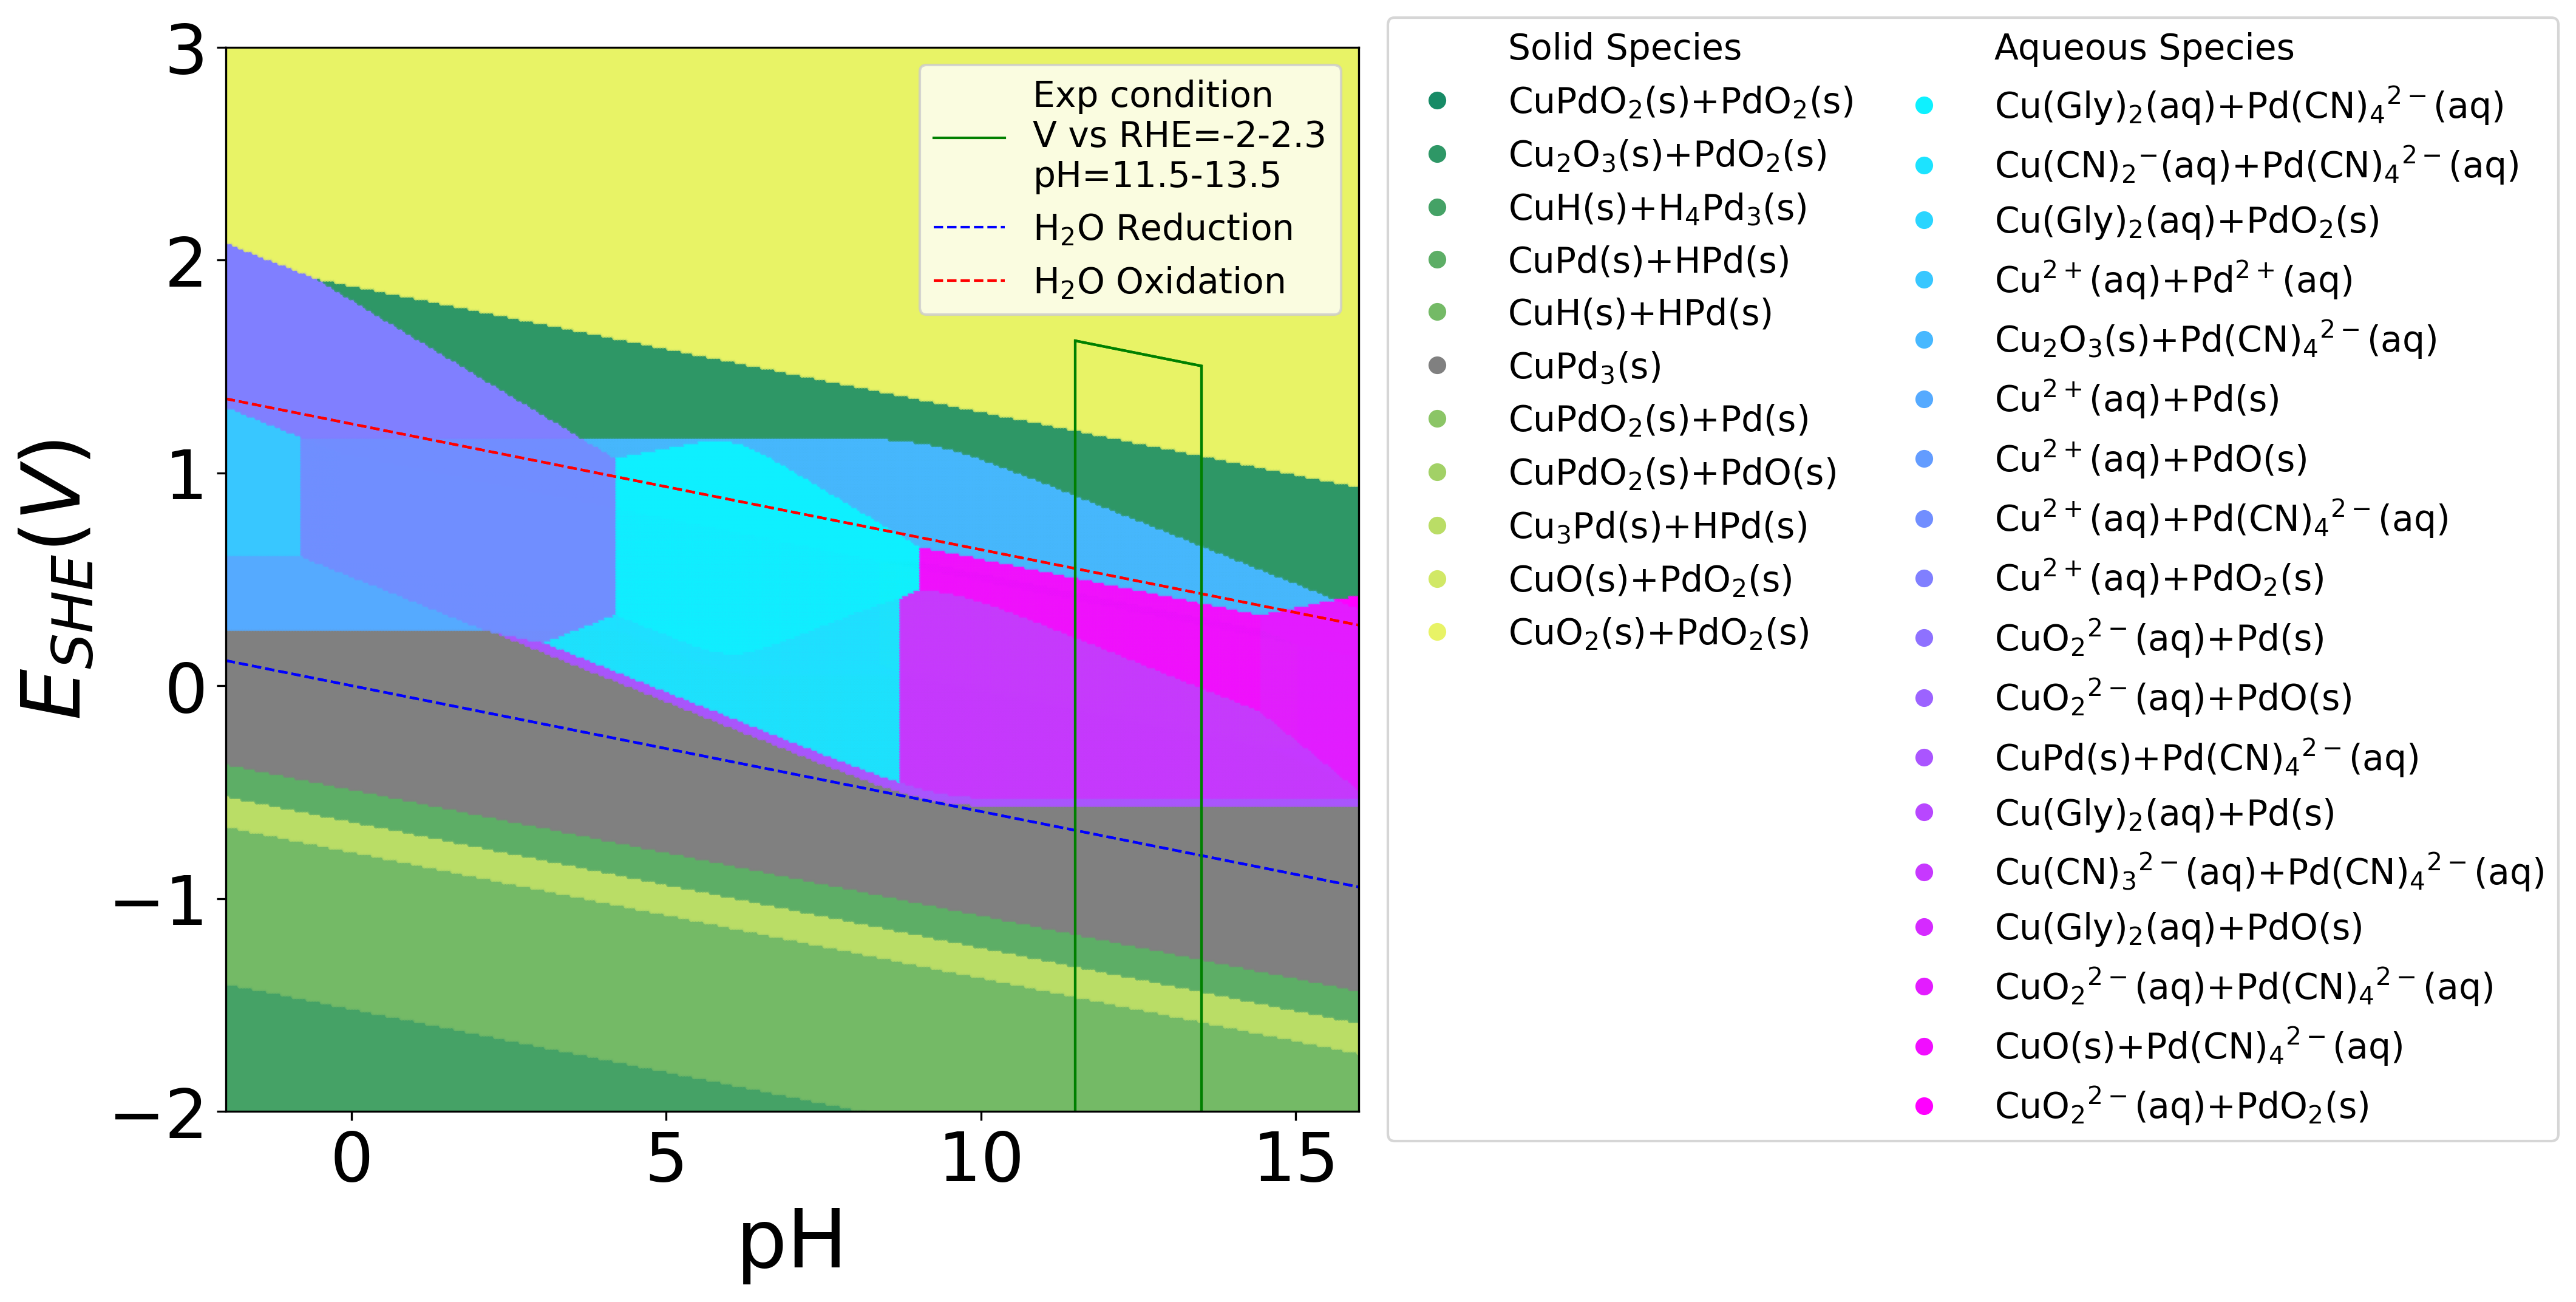 3
2
1
0
−1
−2
E_SHE(V)
0 5 10 15
pH
Exp condition
V vs RHE=-2-2.3
pH=11.5-13.5
H₂O Reduction
H₂O Oxidation
Solid Species
CuPdO₂(s)+PdO₂(s)
Cu₂O₃(s)+PdO₂(s)
CuH(s)+H₄Pd₃(s)
CuPd(s)+HPd(s)
CuH(s)+HPd(s)
CuPd₃(s)
CuPdO₂(s)+Pd(s)
CuPdO₂(s)+PdO(s)
Cu₃Pd(s)+HPd(s)
CuO(s)+PdO₂(s)
CuO₂(s)+PdO₂(s)
Aqueous Species
Cu(Gly)₂(aq)+Pd(CN)₄²⁻(aq)
Cu(CN)₂⁻(aq)+Pd(CN)₄²⁻(aq)
Cu(Gly)₂(aq)+PdO₂(s)
Cu²⁺(aq)+Pd²⁺(aq)
Cu₂O₃(s)+Pd(CN)₄²⁻(aq)
Cu²⁺(aq)+Pd(s)
Cu²⁺(aq)+PdO(s)
Cu²⁺(aq)+Pd(CN)₄²⁻(aq)
Cu²⁺(aq)+PdO₂(s)
CuO₂²⁻(aq)+Pd(s)
CuO₂²⁻(aq)+PdO(s)
CuPd(s)+Pd(CN)₄²⁻(aq)
Cu(Gly)₂(aq)+Pd(s)
Cu(CN)₃²⁻(aq)+Pd(CN)₄²⁻(aq)
Cu(Gly)₂(aq)+PdO(s)
CuO₂²⁻(aq)+Pd(CN)₄²⁻(aq)
CuO(s)+Pd(CN)₄²⁻(aq)
CuO₂²⁻(aq)+PdO₂(s)